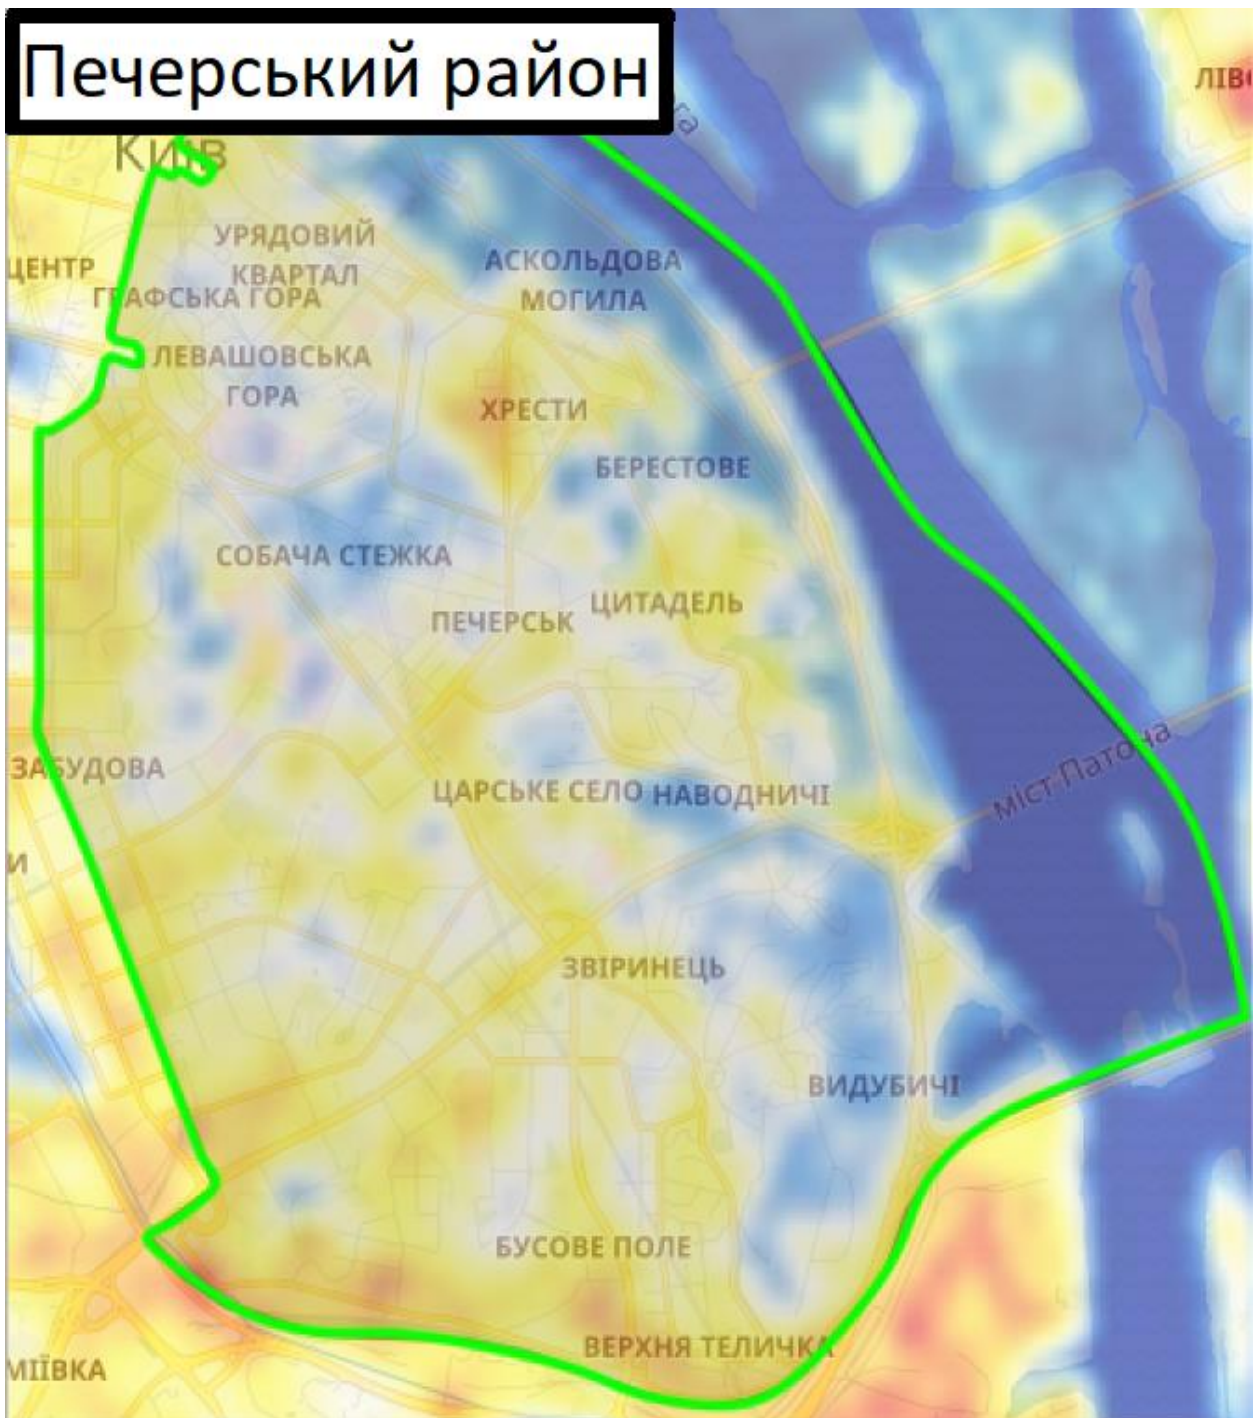 Печерський район
ЛІВ
Київ
УРЯДОВИЙ
КВАРТАЛ
АСКОЛЬДОВА
МОГИЛА
ЦЕНТР
ГРАФСЬКА ГОРА
ЛЕВАШОВСЬКА
ГОРА
ХРЕСТИ
БЕРЕСТОВЕ
СОБАЧА СТЕЖКА
ПЕЧЕРСЬК
ЦИТАДЕЛЬ
міст Патона
ЗАБУДОВА
ЦАРСЬКЕ СЕЛО
НАВОДНИЧІ
И
ЗВІРИНЕЦЬ
ВИДУБИЧІ
БУСОВЕ ПОЛЕ
ВЕРХНЯ ТЕЛИЧКА
МІЇВКА